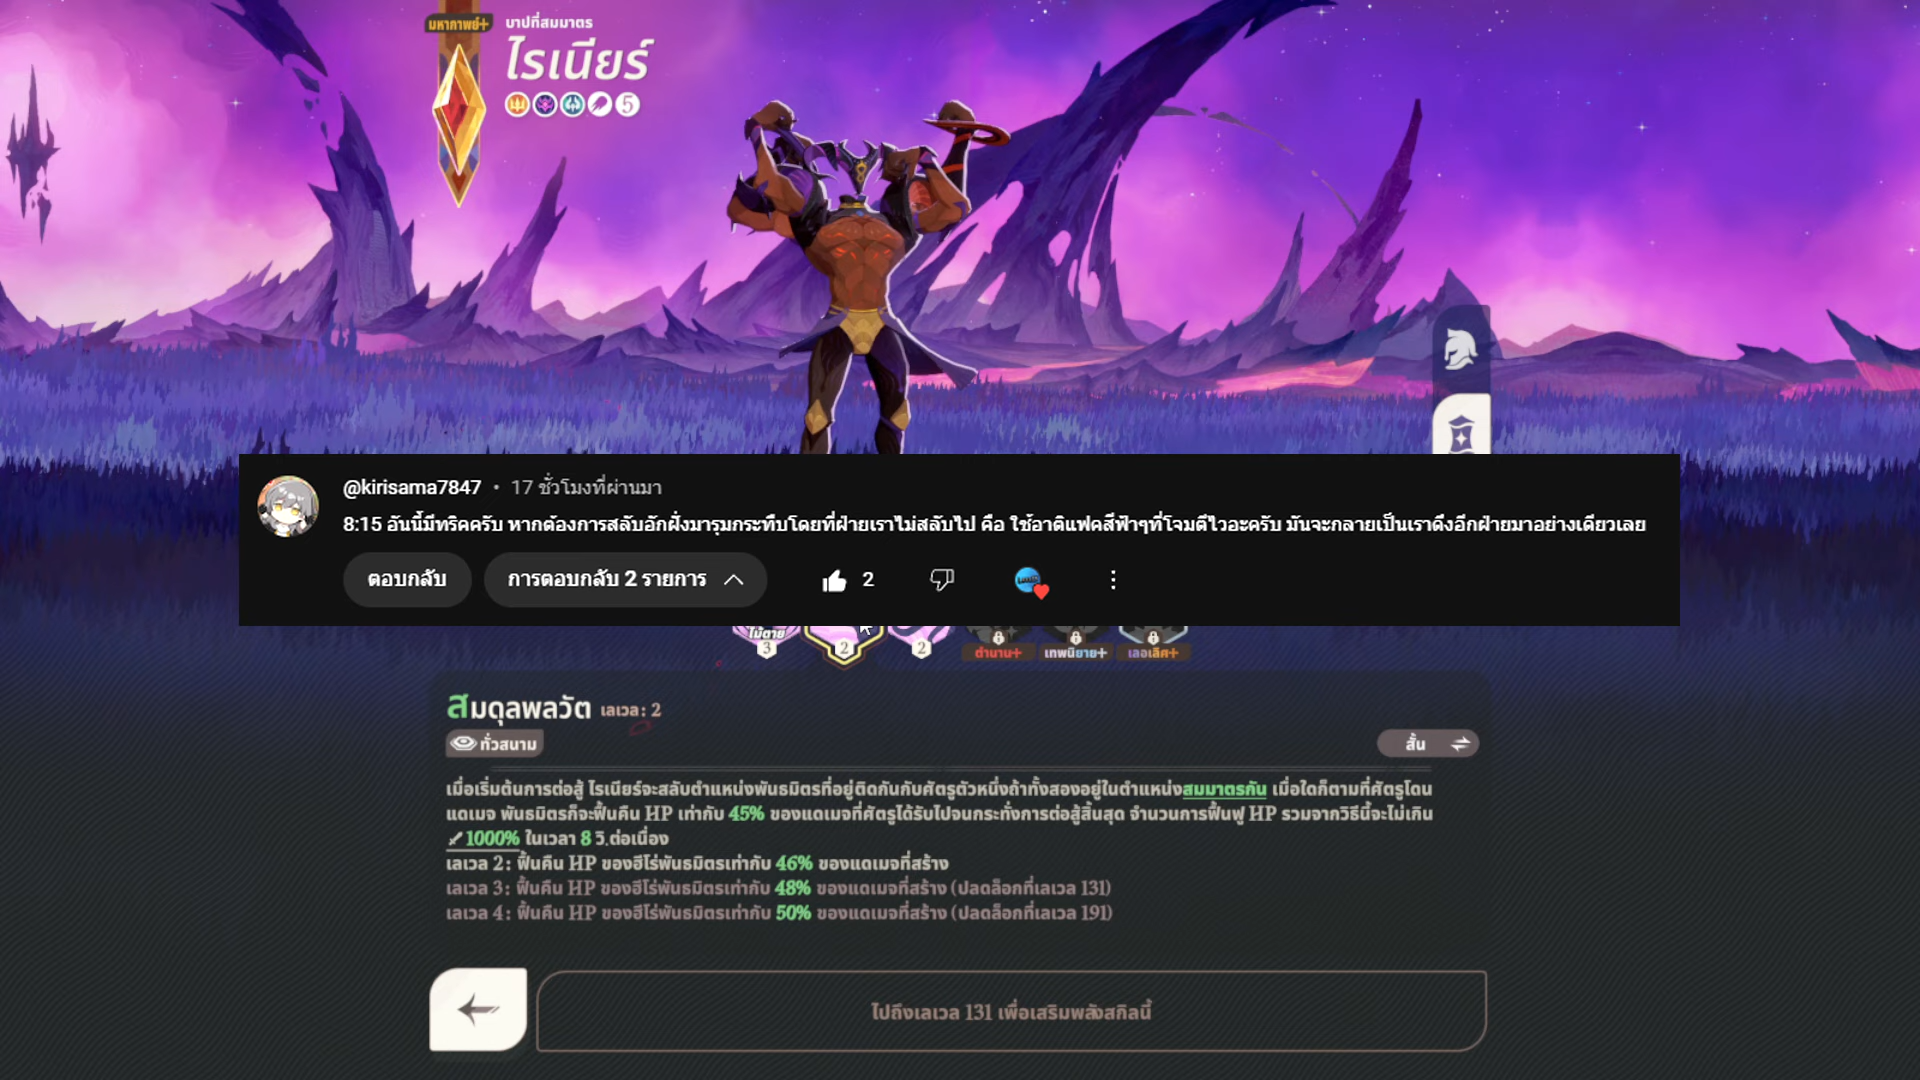 มหากาพย์+
บาปที่สมมาตร
ไรเนียร์
5
@kirisama7847 • 17 ชั่วโมงที่ผ่านมา
8:15 อันนี้มีทริคครับ หากต้องการสลับอักฝั่งมารุมกระทืบโดยที่ฝ่ายเราไม่สลับไป คือ ใช้อาติแฟคสีฟ้าๆที่โจมตีไวอะครับ มันจะกลายเป็นเราดึงอีกฝ่ายมาอย่างเดียวเลย
ตอบกลับ การตอบกลับ 2 รายการ 2
ไม้ตาย
3 2 2 ตำนาน+ เทพนิยาย+ เลอเลิศ+
สมดุลพลวัต เลเวล: 2
ทั่วสนาม สั้น
เมื่อเริ่มต้นการต่อสู้ ไรเนียร์จะสลับตำแหน่งพันธมิตรที่อยู่ติดกันกับศัตรูตัวหนึ่งถ้าทั้งสองอยู่ในตำแหน่งสมมาตรกัน เมื่อใดก็ตามที่ศัตรูโดน
แดเมจ พันธมิตรก็จะฟื้นคืน HP เท่ากับ 45% ของแดเมจที่ศัตรูได้รับไปจนกระทั่งการต่อสู้สิ้นสุด จำนวนการฟื้นฟู HP รวมจากวิธีนี้จะไม่เกิน
1000% ในเวลา 8 วิ.ต่อเนื่อง
เลเวล 2: ฟื้นคืน HP ของฮีโร่พันธมิตรเท่ากับ 46% ของแดเมจที่สร้าง
เลเวล 3: ฟื้นคืน HP ของฮีโร่พันธมิตรเท่ากับ 48% ของแดเมจที่สร้าง (ปลดล็อกที่เลเวล 131)
เลเวล 4: ฟื้นคืน HP ของฮีโร่พันธมิตรเท่ากับ 50% ของแดเมจที่สร้าง (ปลดล็อกที่เลเวล 191)
ไปถึงเลเวล 131 เพื่อเสริมพลังสกิลนี้